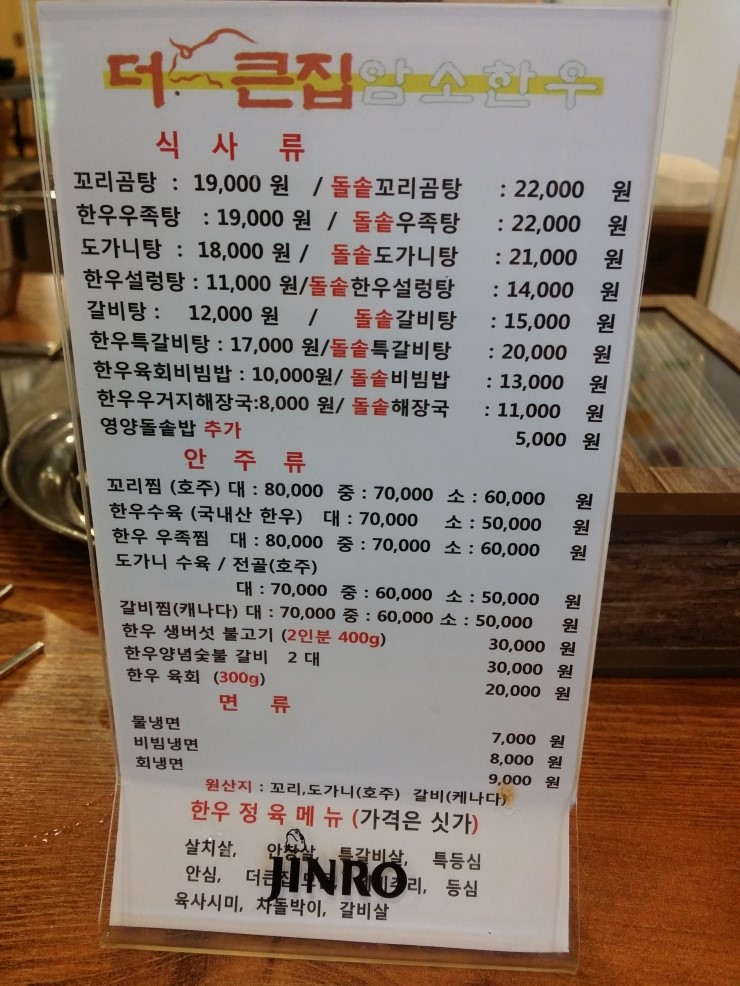 더큰집암소한우
식 사 류
꼬리곰탕 : 19,000 원 / 돌솥꼬리곰탕 : 22,000 원
한우우족탕 : 19,000 원 / 돌솥우족탕 : 22,000 원
도가니탕 : 18,000 원 / 돌솥도가니탕 : 21,000 원
한우설렁탕 : 11,000 원/돌솥한우설렁탕 : 14,000 원
갈비탕 : 12,000 원 / 돌솥갈비탕 : 15,000 원
한우특갈비탕 : 17,000 원/돌솥특갈비탕 : 20,000 원
한우육회비빔밥 : 10,000원/ 돌솥비빔밥 : 13,000 원
한우우거지해장국:8,000 원/ 돌솥해장국 : 11,000 원
영양돌솥밥 추가 5,000 원
안 주 류
꼬리찜 (호주) 대 : 80,000 중 : 70,000 소 : 60,000 원
한우수육 (국내산 한우) 대 : 70,000 소 : 50,000 원
한우 우족찜 대 : 80,000 중 : 70,000 소 : 60,000 원
도가니 수육 / 전골(호주)
대 : 70,000 중 : 60,000 소 : 50,000 원
갈비찜(캐나다) 대 : 70,000 중 : 60,000 소 : 50,000 원
한우 생버섯 불고기 (2인분 400g) 30,000 원
한우양념숯불 갈비 2 대 30,000 원
한우 육회 (300g) 20,000 원
면 류
물냉면 7,000 원
비빔냉면 8,000 원
회냉면 9,000 원
원산지 : 꼬리,도가니(호주) 갈비(케나다)
한우 정 육 메 뉴 (가격은 싯가)
살치살, 안창살, 특갈비살, 특등심
안심, 더큰집 등심
육사시미, 차돌박이, 갈비살
JINRO